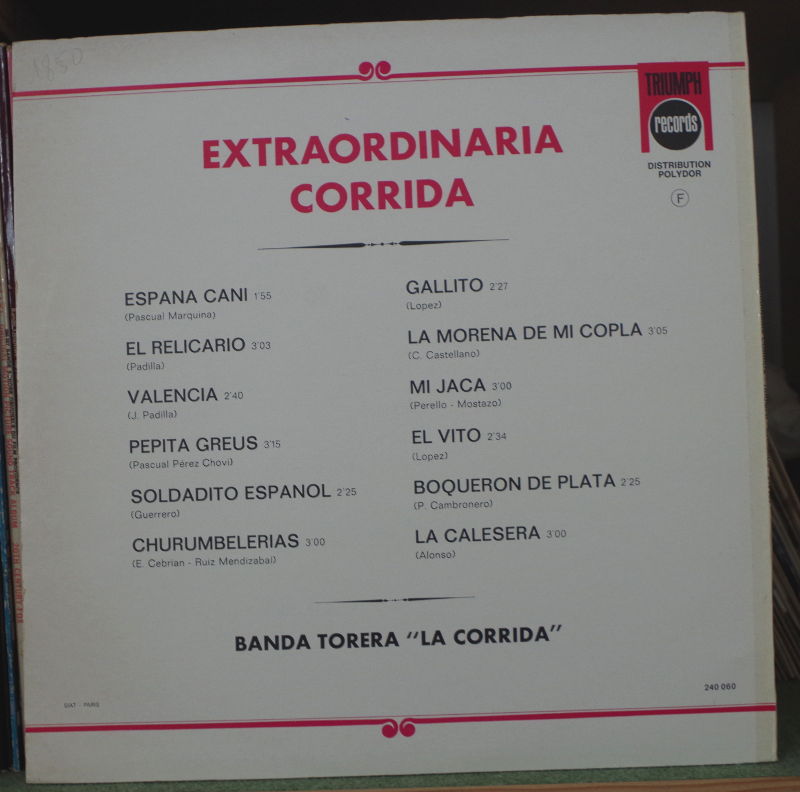 1850
TRIUMPH
records
DISTRIBUTION
POLYDOR
F
EXTRAORDINARIA
CORRIDA
ESPANA CANI 1'55
(Pascual Marquina)
EL RELICARIO 3'03
(Padilla)
VALENCIA 2'40
(J. Padilla)
PEPITA GREUS 3'15
(Pascual Pérez Chovi)
SOLDADITO ESPANOL 2'25
(Guerrero)
CHURUMBELERIAS 3'00
(E. Cebrian - Ruiz Mendizabal)
GALLITO 2'27
(Lopez)
LA MORENA DE MI COPLA 3'05
(C. Castellano)
MI JACA 3'00
(Perello - Mostazo)
EL VITO 2'34
(Lopez)
BOQUERON DE PLATA 2'25
(P. Cambronero)
LA CALESERA 3'00
(Alonso)
BANDA TORERA "LA CORRIDA"
240 060
SIAT - PARIS